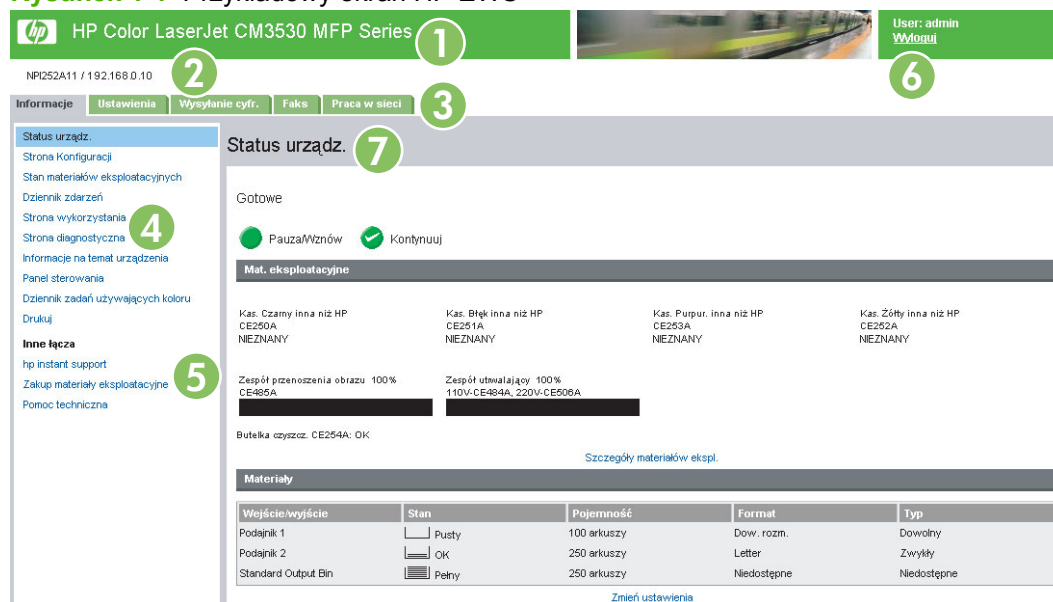 Rysunek 1-1 Przykładowy ekran HP EWS
hp HP Color LaserJet CM3530 MFP Series
1
User: admin
Wyloguj
6
NPI252A11 / 192.168.0.10
2
Informacje Ustawienia Wysyłanie cyfr. Faks Praca w sieci
3
Status urządz.
Strona Konfiguracji
Stan materiałów eksploatacyjnych
Dziennik zdarzeń
Strona wykorzystania
Strona diagnostyczna
4
Informacje na temat urządzenia
Panel sterowania
Dziennik zadań używających koloru
Drukuj
Inne łącza
hp instant support
Zakup materiały eksploatacyjne
5
Pomoc techniczna
Status urządz.
7
Gotowe
Pauza/Wznów Kontynuuj
Mat. eksploatacyjne
Kas. Czarny inna niż HP Kas. Błęk inna niż HP Kas. Purpur. inna niż HP Kas. Żółty inna niż HP
CE250A CE251A CE253A CE252A
NIEZNANY NIEZNANY NIEZNANY NIEZNANY
Zespół przenoszenia obrazu 100% Zespół utrwalający 100%
CE485A 110V-CE484A, 220V-CE506A
Butelka czyszcz. CE254A: OK
Szczegóły materiałów ekspl.
Materiały
Wejście/wyjście Stan Pojemność Format Typ
Podajnik 1 Pusty 100 arkuszy Dow. rozm. Dowolny
Podajnik 2 OK 250 arkuszy Letter Zwykły
Standard Output Bin Pełny 250 arkuszy Niedostępne Niedostępne
Zmień ustawienia